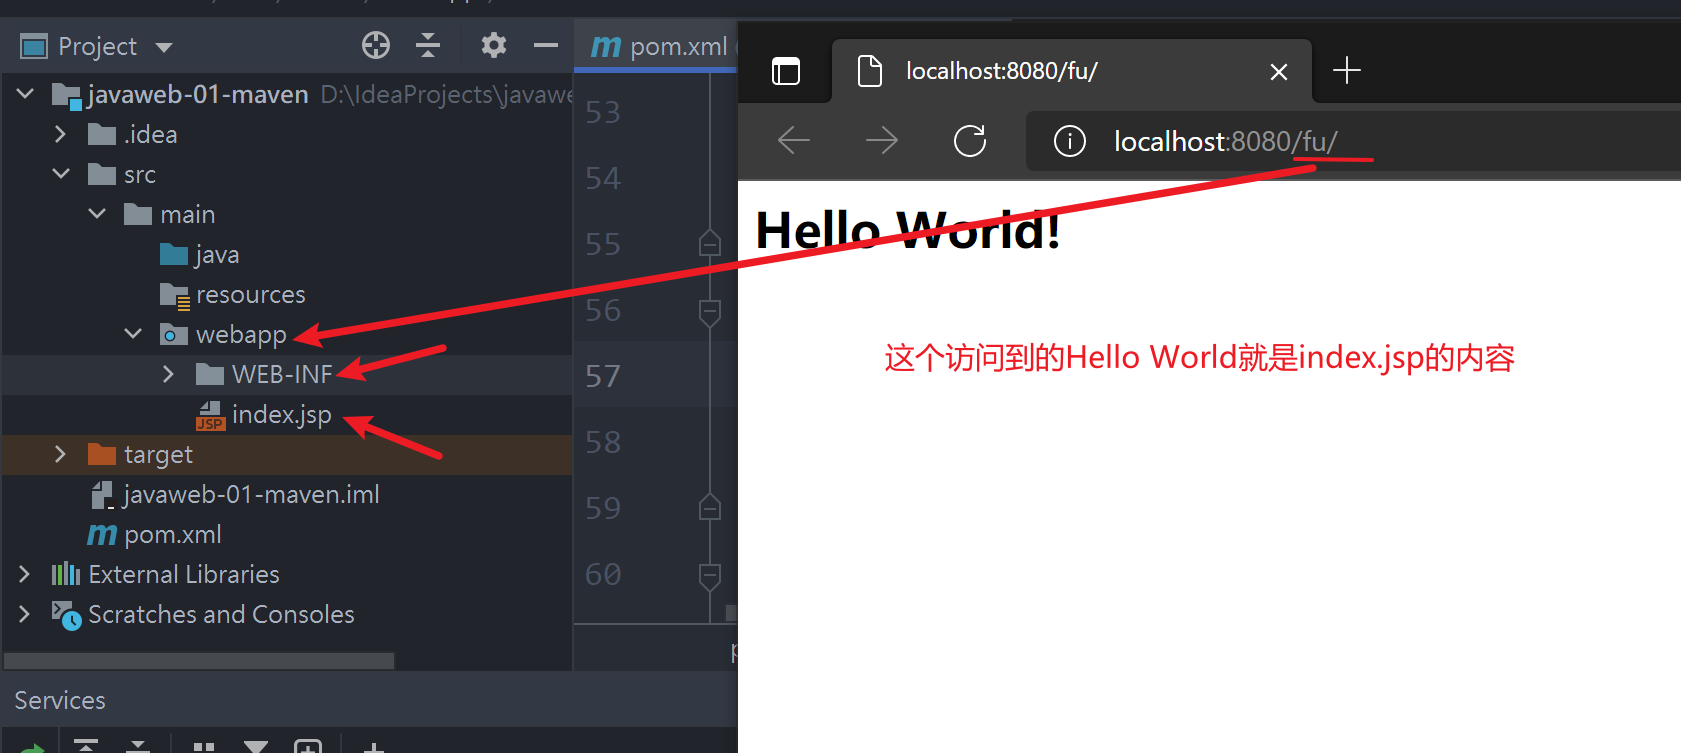 Project
pom.xml
javaweb-01-maven D:\IdeaProjects\javawe
.idea
src
main
java
resources
webapp
WEB-INF
JSP index.jsp
target
javaweb-01-maven.iml
m pom.xml
External Libraries
Scratches and Consoles
Services
53
54
55
56
57
58
59
60
localhost:8080/fu/
localhost:8080/fu/
Hello World!
这个访问到的Hello World就是index.jsp的内容